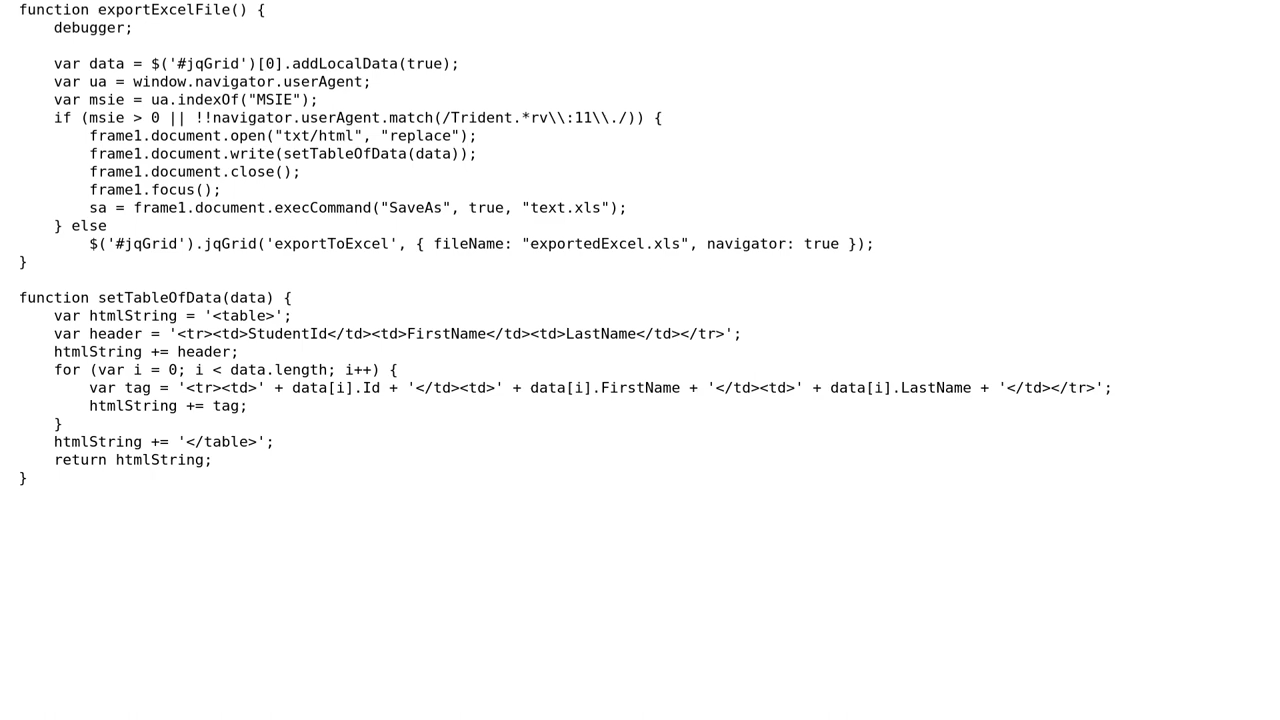 function exportExcelFile() {
    debugger;

    var data = $('#jqGrid')[0].addLocalData(true);
    var ua = window.navigator.userAgent;
    var msie = ua.indexOf("MSIE");
    if (msie > 0 || !!navigator.userAgent.match(/Trident.*rv\\:11\\./)) {
        frame1.document.open("txt/html", "replace");
        frame1.document.write(setTableOfData(data));
        frame1.document.close();
        frame1.focus();
        sa = frame1.document.execCommand("SaveAs", true, "text.xls");
    } else
        $('#jqGrid').jqGrid('exportToExcel', { fileName: "exportedExcel.xls", navigator: true });
}

function setTableOfData(data) {
    var htmlString = '<table>';
    var header = '<tr><td>StudentId</td><td>FirstName</td><td>LastName</td></tr>';
    htmlString += header;
    for (var i = 0; i < data.length; i++) {
        var tag = '<tr><td>' + data[i].Id + '</td><td>' + data[i].FirstName + '</td><td>' + data[i].LastName + '</td></tr>';
        htmlString += tag;
    }
    htmlString += '</table>';
    return htmlString;
}